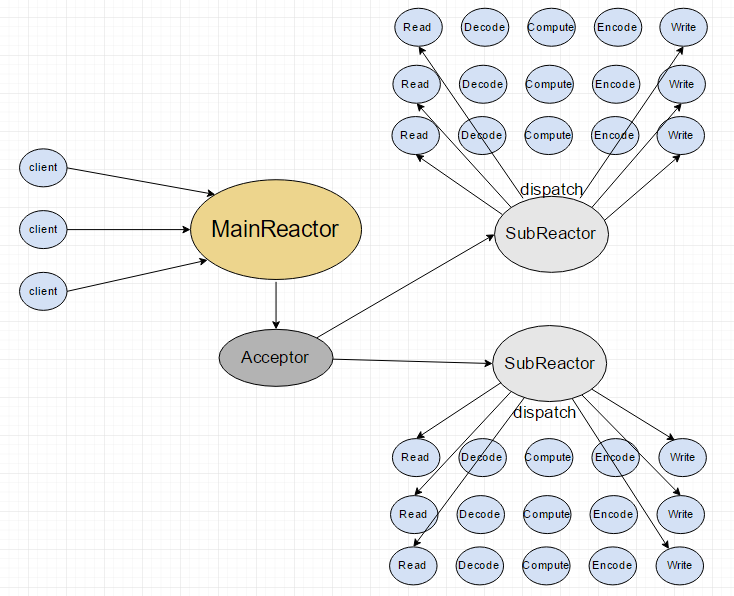 Read Decode Compute Encode Write
Read Decode Compute Encode Write
Read Decode Compute Encode Write
client
client
client
MainReactor
dispatch
SubReactor
Acceptor
SubReactor
dispatch
Read Decode Compute Encode Write
Read Decode Compute Encode Write
Read Decode Compute Encode Write